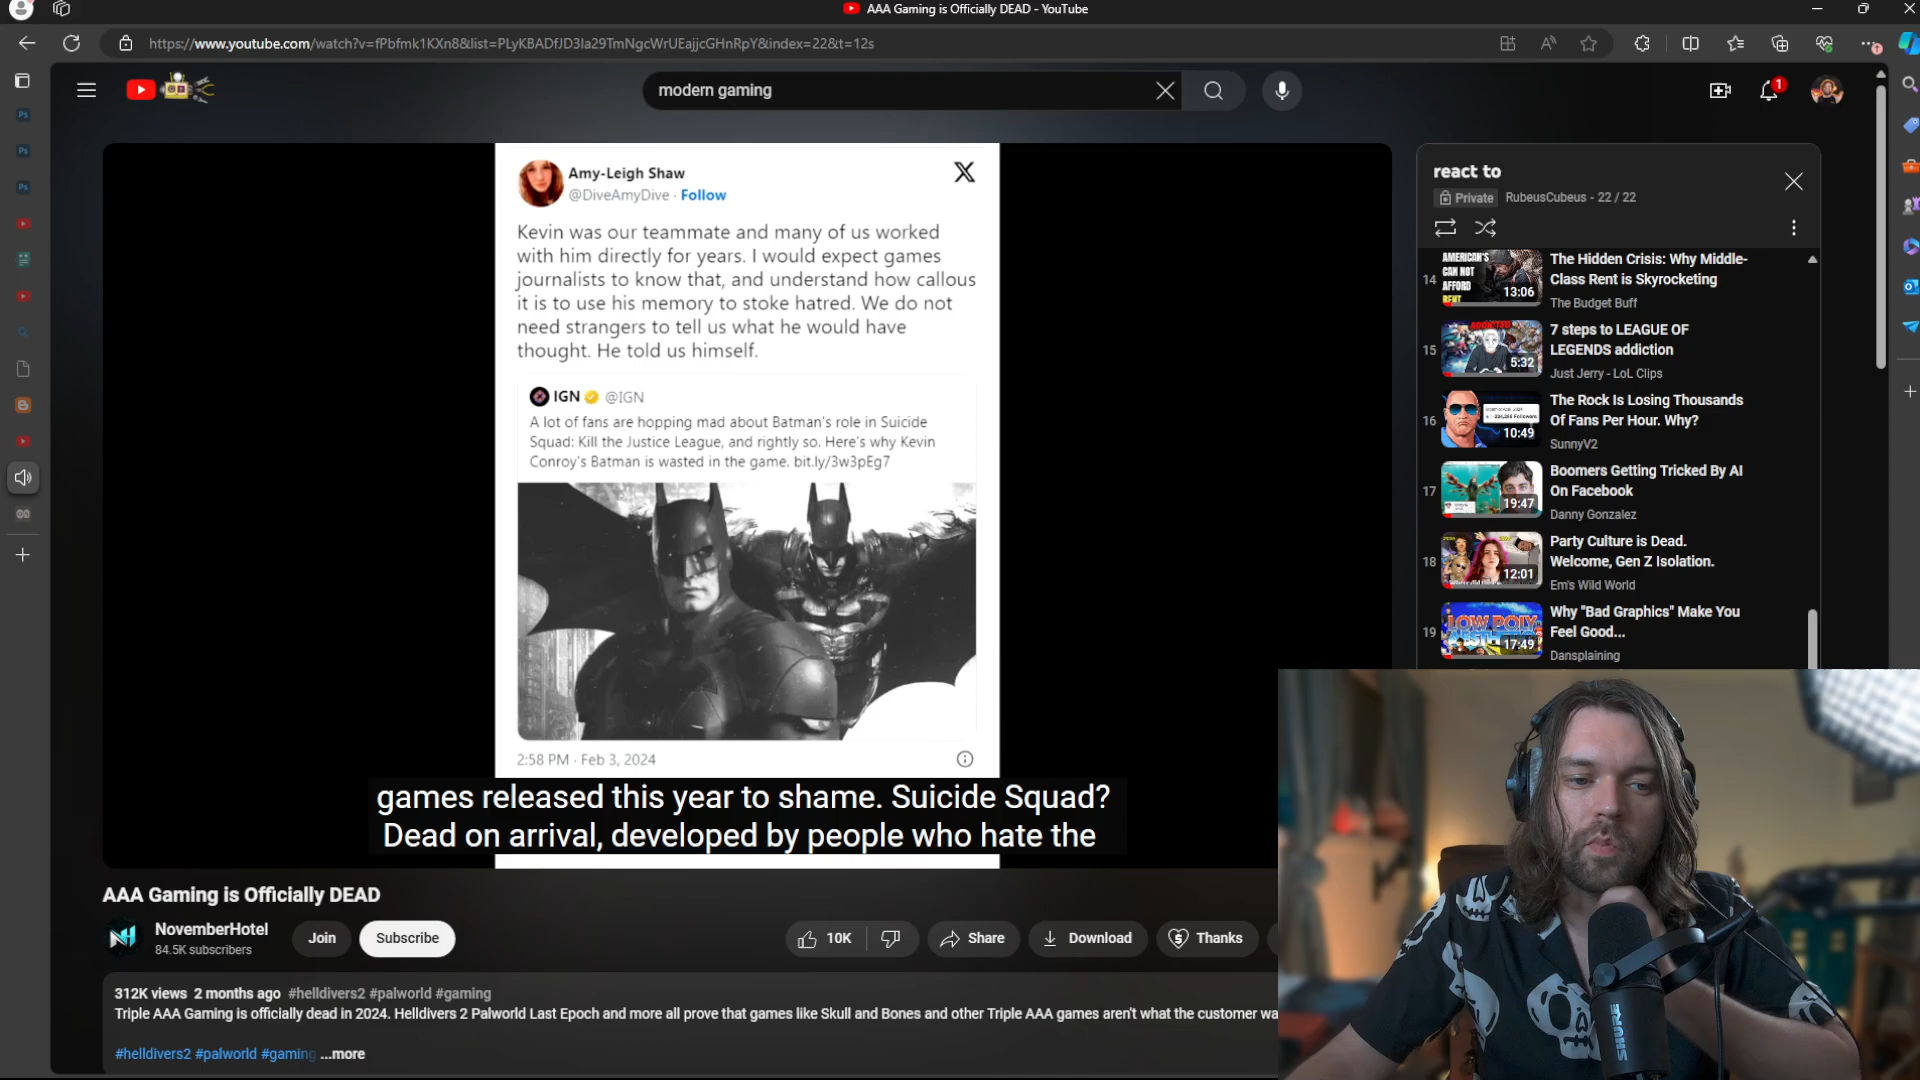 AAA Gaming is Officially DEAD - YouTube
https://www.youtube.com/watch?v=fPbfmk1KXn8&list=PLyKBADfJD3Ia29TmNgcWrUEajjcGHnRpY&index=22&t=12s
modern gaming
1
Amy-Leigh Shaw
@DiveAmyDive · Follow
Kevin was our teammate and many of us worked
with him directly for years. I would expect games
journalists to know that, and understand how callous
it is to use his memory to stoke hatred. We do not
need strangers to tell us what he would have
thought. He told us himself.
IGN @IGN
A lot of fans are hopping mad about Batman's role in Suicide
Squad: Kill the Justice League, and rightly so. Here's why Kevin
Conroy's Batman is wasted in the game. bit.ly/3w3pEg7
2:58 PM · Feb 3, 2024
games released this year to shame. Suicide Squad?
Dead on arrival, developed by people who hate the
AAA Gaming is Officially DEAD
NovemberHotel
84.5K subscribers
Join
Subscribe
10K
Share
Download
Thanks
312K views 2 months ago #helldivers2 #palworld #gaming
Triple AAA Gaming is officially dead in 2024. Helldivers 2 Palworld Last Epoch and more all prove that games like Skull and Bones and other Triple AAA games aren't what the customer wa
#helldivers2 #palworld #gaming ...more
react to
Private RubeusCubeus - 22 / 22
14
AMERICAN'S
CAN NOT
AFFORD
RENT
13:06
The Hidden Crisis: Why Middle-
Class Rent is Skyrocketing
The Budget Buff
15
ADDICTED
5:32
7 steps to LEAGUE OF
LEGENDS addiction
Just Jerry - LoL Clips
16
10:49
The Rock Is Losing Thousands
Of Fans Per Hour. Why?
SunnyV2
17
19:47
Boomers Getting Tricked By AI
On Facebook
Danny Gonzalez
18
12:01
Party Culture is Dead.
Welcome, Gen Z Isolation.
Em's Wild World
19
LOW POLY
17:49
Why "Bad Graphics" Make You
Feel Good...
Dansplaining
SHURE